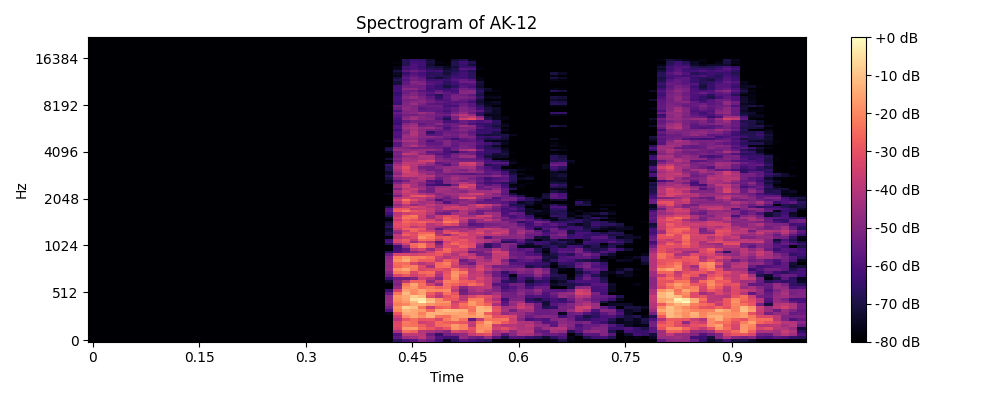 Spectrogram of AK-12
Hz
16384
8192
4096
2048
1024
512
0
0
0.15
0.3
0.45
0.6
0.75
0.9
Time
+0 dB
-10 dB
-20 dB
-30 dB
-40 dB
-50 dB
-60 dB
-70 dB
-80 dB